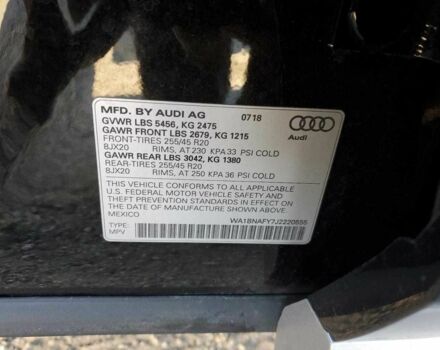 MFD. BY AUDI AG 07/18
GVWR LBS 5456, KG 2475
GAWR FRONT LBS 2679, KG 1215
FRONT-TIRES 255/45 R20
8JX20 RIMS, AT 230 KPA 33 PSI COLD
GAWR REAR LBS 3042, KG 1380
REAR-TIRES 255/45 R20
8JX20 RIMS, AT 250 KPA 36 PSI COLD
THIS VEHICLE CONFORMS TO ALL APPLICABLE
U.S. FEDERAL MOTOR VEHICLE SAFETY AND
THEFT PREVENTION STANDARDS IN EFFECT ON
THE DATE OF MANUFACTURE SHOWN ABOVE.
MEXICO
Audi
TYPE: WA1BNAFY7J2220555
MPV